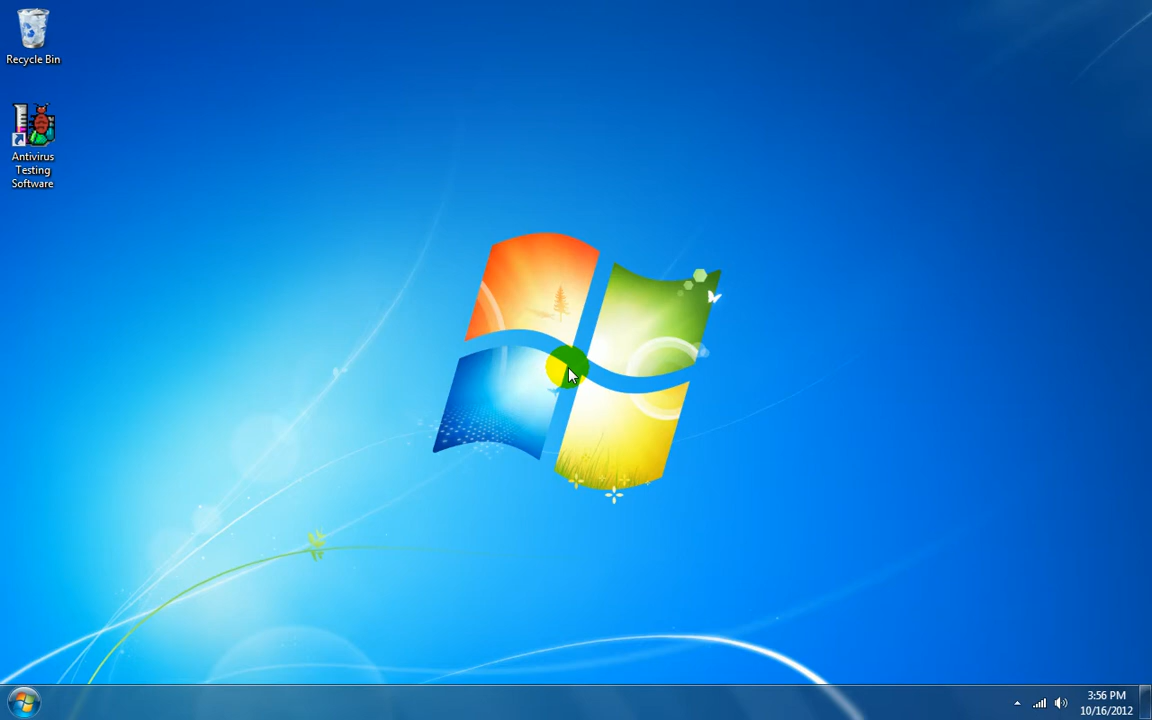 Recycle Bin
Antivirus
Testing
Software
3:56 PM
10/16/2012